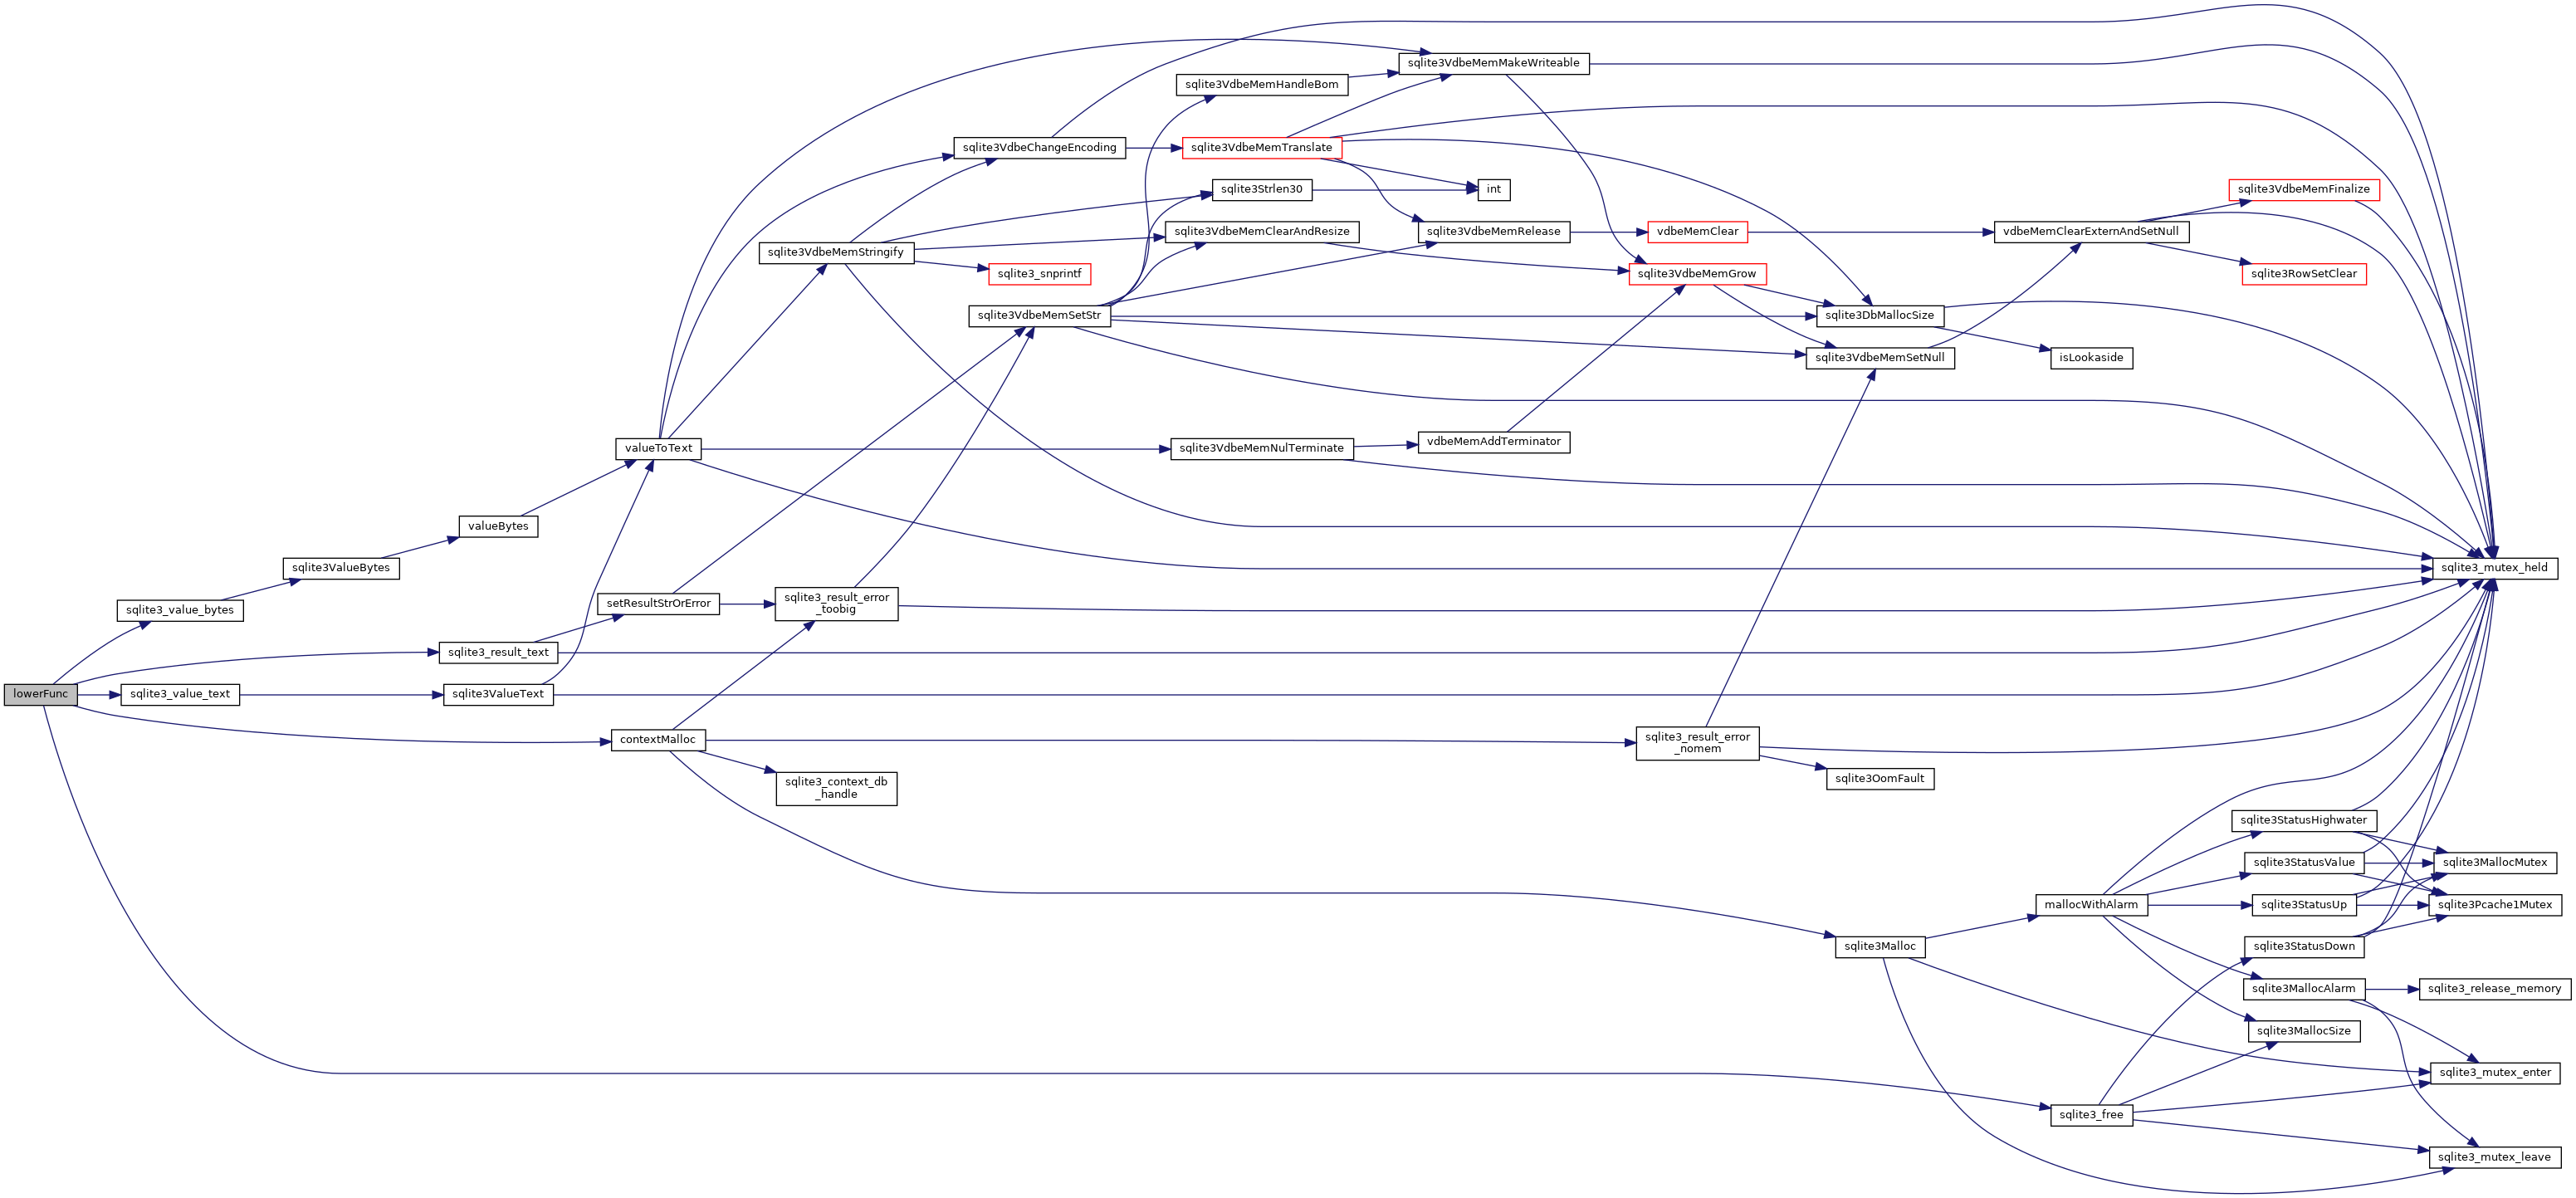 lowerFunc
sqlite3_value_bytes
sqlite3ValueBytes
valueBytes
valueToText
sqlite3_result_text
setResultStrOrError
sqlite3_value_text
sqlite3ValueText
contextMalloc
sqlite3_result_error
_toobig
sqlite3_context_db
_handle
sqlite3VdbeMemStringify
sqlite3VdbeChangeEncoding
sqlite3VdbeMemSetStr
sqlite3_snprintf
sqlite3VdbeMemHandleBom
sqlite3VdbeMemTranslate
sqlite3Strlen30
sqlite3VdbeMemClearAndResize
sqlite3VdbeMemNulTerminate
sqlite3VdbeMemMakeWriteable
int
sqlite3VdbeMemRelease
vdbeMemAddTerminator
vdbeMemClear
sqlite3VdbeMemGrow
sqlite3DbMallocSize
sqlite3VdbeMemSetNull
sqlite3_result_error
_nomem
sqlite3OomFault
sqlite3Malloc
vdbeMemClearExternAndSetNull
isLookaside
sqlite3VdbeMemFinalize
sqlite3RowSetClear
mallocWithAlarm
sqlite3_free
sqlite3StatusHighwater
sqlite3StatusValue
sqlite3StatusUp
sqlite3StatusDown
sqlite3MallocAlarm
sqlite3MallocSize
sqlite3_mutex_held
sqlite3MallocMutex
sqlite3Pcache1Mutex
sqlite3_release_memory
sqlite3_mutex_enter
sqlite3_mutex_leave